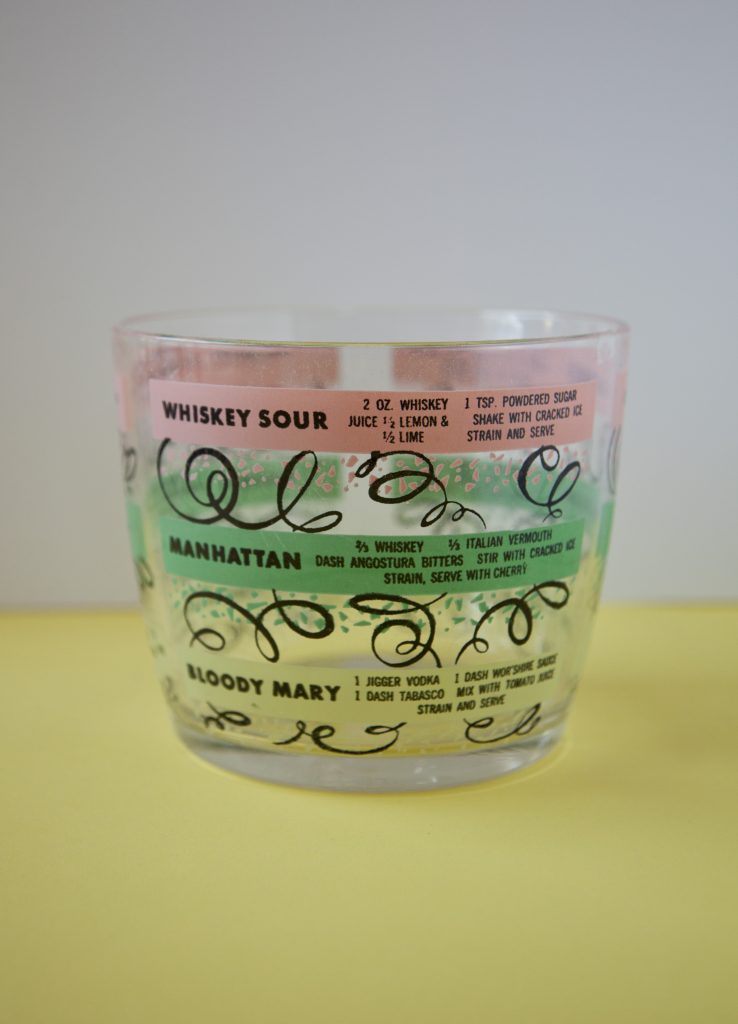 WHISKEY SOUR
2 OZ. WHISKEY 1 TSP. POWDERED SUGAR
JUICE ½ LEMON & SHAKE WITH CRACKED ICE
½ LIME STRAIN AND SERVE
MANHATTAN
⅔ WHISKEY ⅓ ITALIAN VERMOUTH
DASH ANGOSTURA BITTERS STIR WITH CRACKED ICE
STRAIN, SERVE WITH CHERRY
BLOODY MARY
1 JIGGER VODKA 1 DASH WOR'SHIRE SAUCE
1 DASH TABASCO MIX WITH TOMATO JUICE
STRAIN AND SERVE